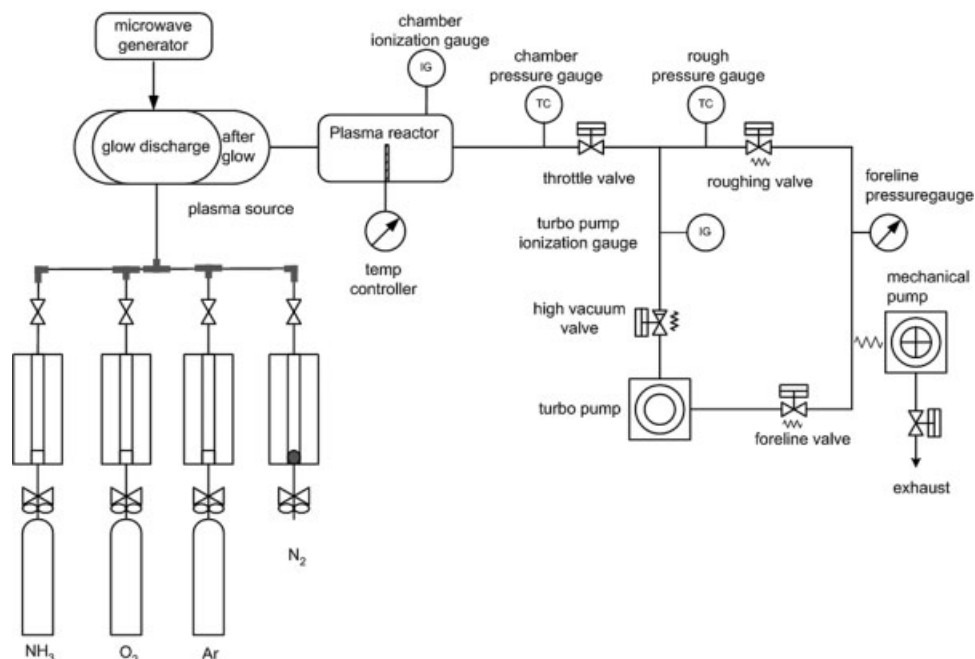 microwave
generator
chamber
ionization gauge
IG
chamber
pressure gauge
TC
rough
pressure gauge
TC
glow discharge
after
glow
Plasma reactor
throttle valve
roughing valve
foreline
pressuregauge
plasma source
turbo pump
ionization gauge
IG
temp
controller
mechanical
pump
high vacuum
valve
turbo pump
foreline valve
exhaust
N₂
NH₃
O₂
Ar